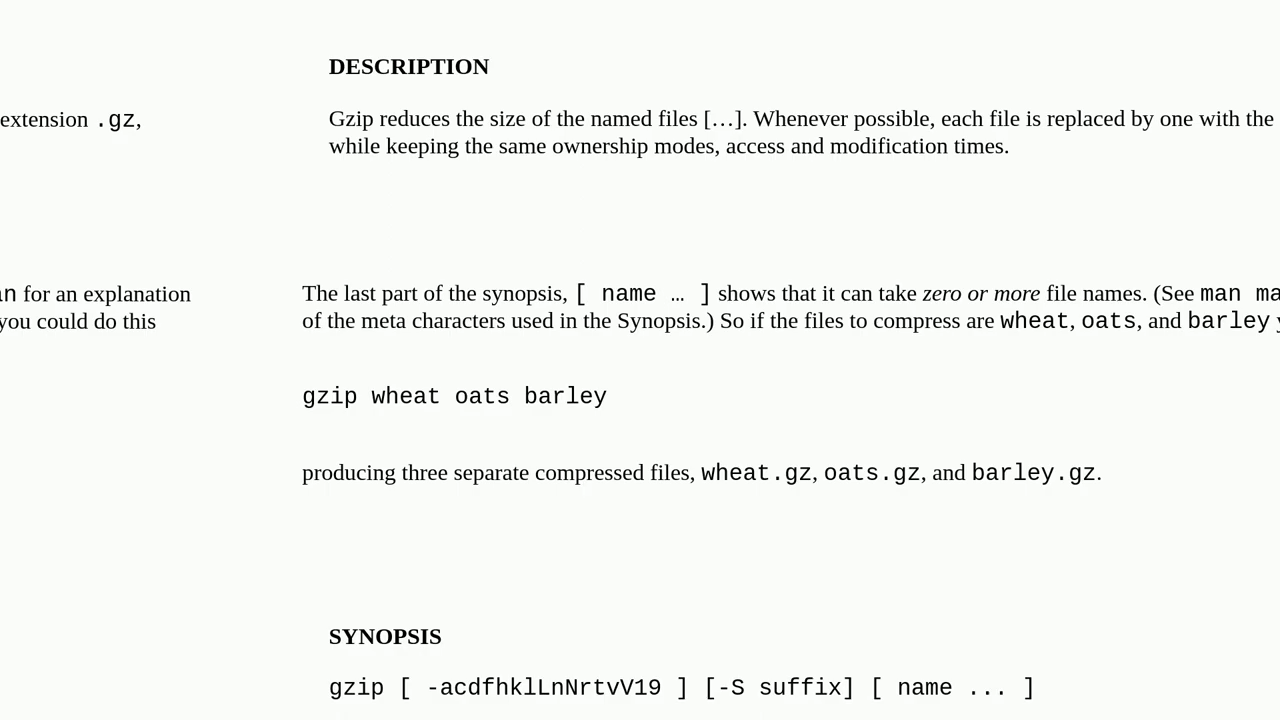 DESCRIPTION
extension .gz,
Gzip reduces the size of the named files […]. Whenever possible, each file is replaced by one with the
while keeping the same ownership modes, access and modification times.
for an explanation
The last part of the synopsis, [ name … ] shows that it can take zero or more file names. (See man ma
you could do this
of the meta characters used in the Synopsis.) So if the files to compress are wheat, oats, and barley
gzip wheat oats barley
producing three separate compressed files, wheat.gz, oats.gz, and barley.gz.
SYNOPSIS
gzip [ -acdfhklLnNrtvV19 ] [-S suffix] [ name ... ]